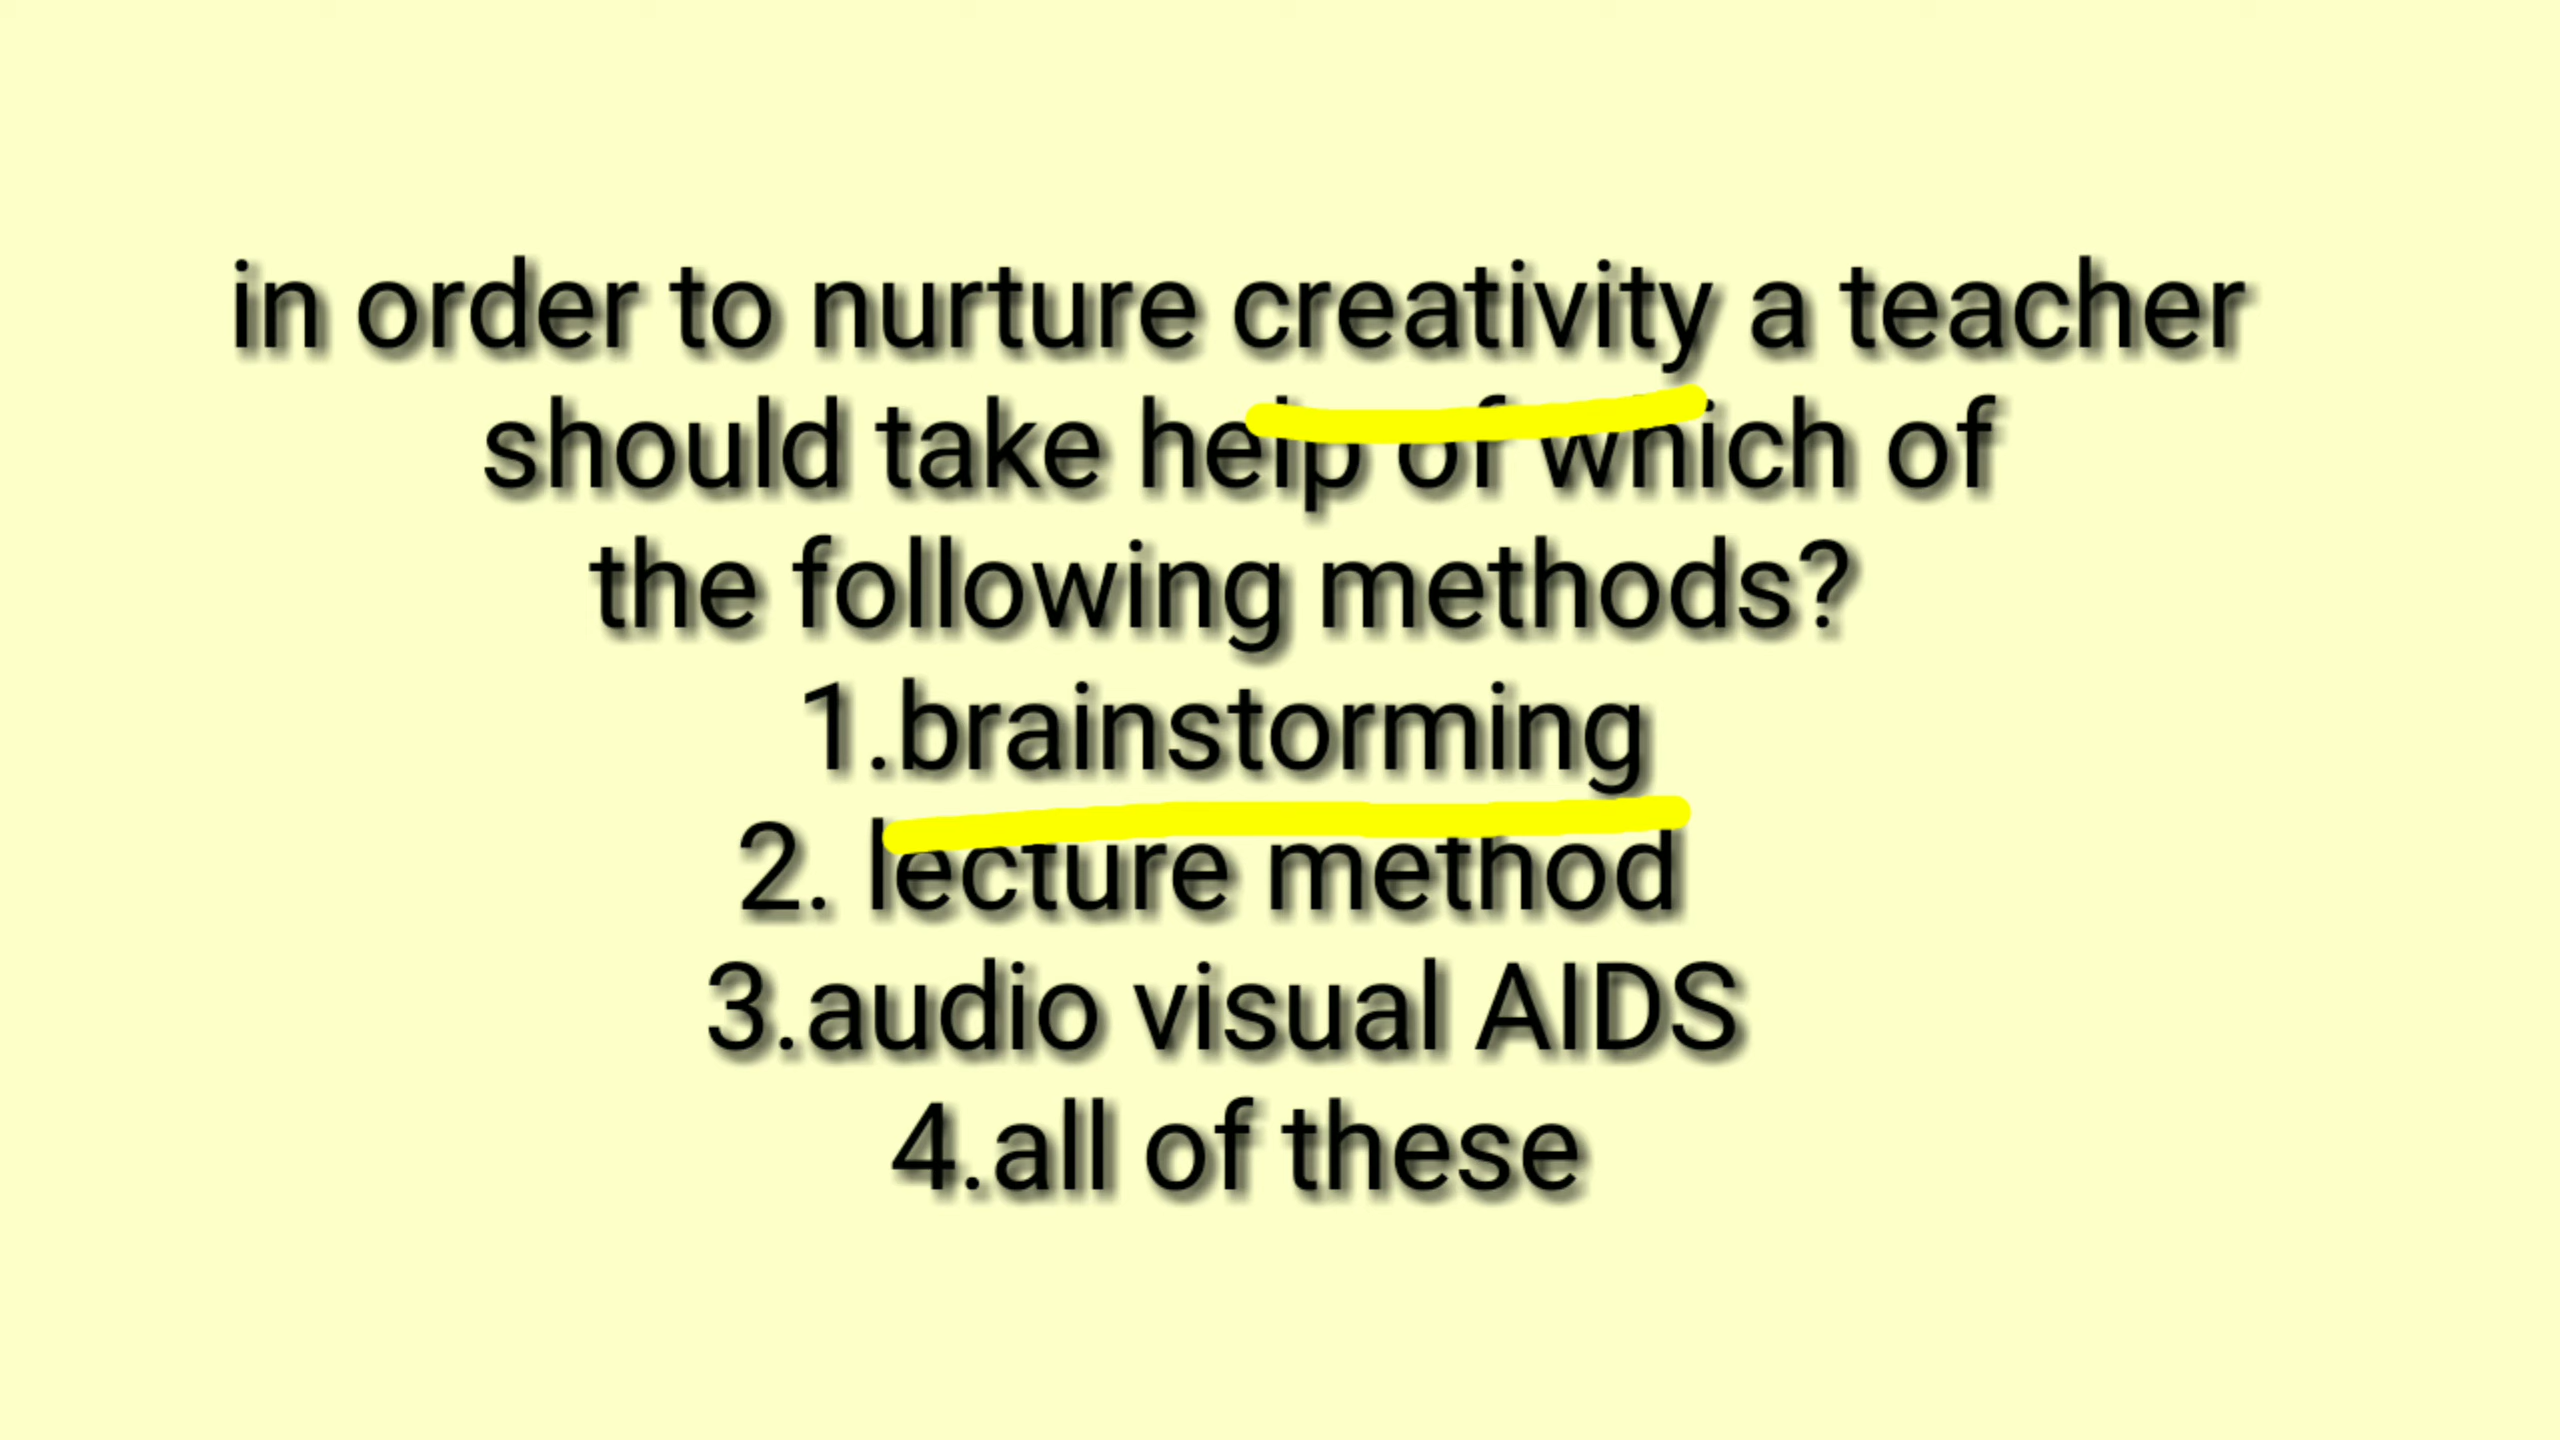 in order to nurture creativity a teacher
should take help of which of
the following methods?
1.brainstorming
2. lecture method
3.audio visual AIDS
4.all of these